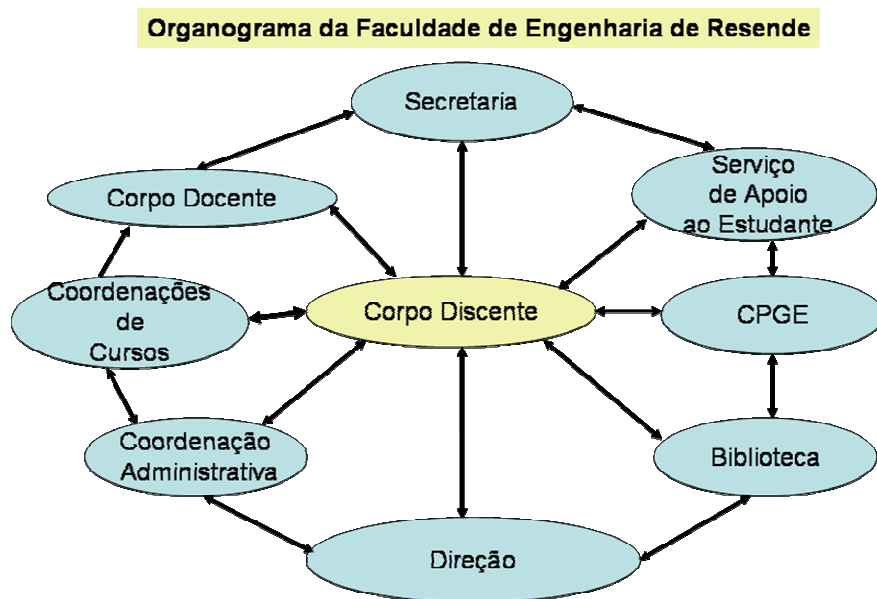 Organograma da Faculdade de Engenharia de Resende
Secretaria
Serviço
de Apoio
ao Estudante
Corpo Docente
Coordenações
de
Cursos
Corpo Discente
CPGE
Coordenação
Administrativa
Biblioteca
Direção